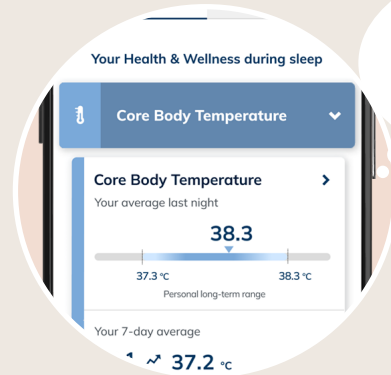 Your Health & Wellness during sleep
Core Body Temperature
Core Body Temperature
Your average last night
38.3
37.3 °C 38.3 °C
Personal long-term range
Your 7-day average
37.2 °C